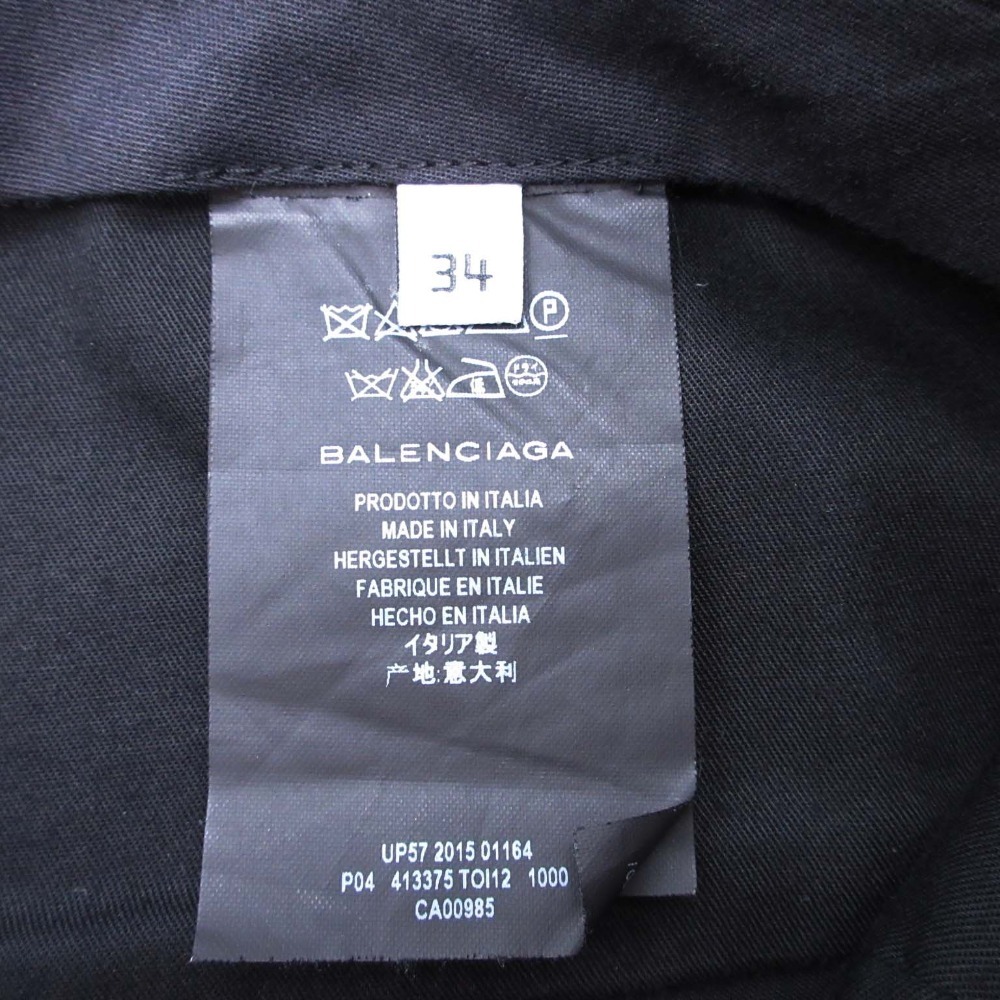 34
P
BALENCIAGA
PRODOTTO IN ITALIA
MADE IN ITALY
HERGESTELLT IN ITALIEN
FABRIQUE EN ITALIE
HECHO EN ITALIA
イタリア製
产地:意大利
UP57 2015 01164
P04 413375 TOI12 1000
CA00985